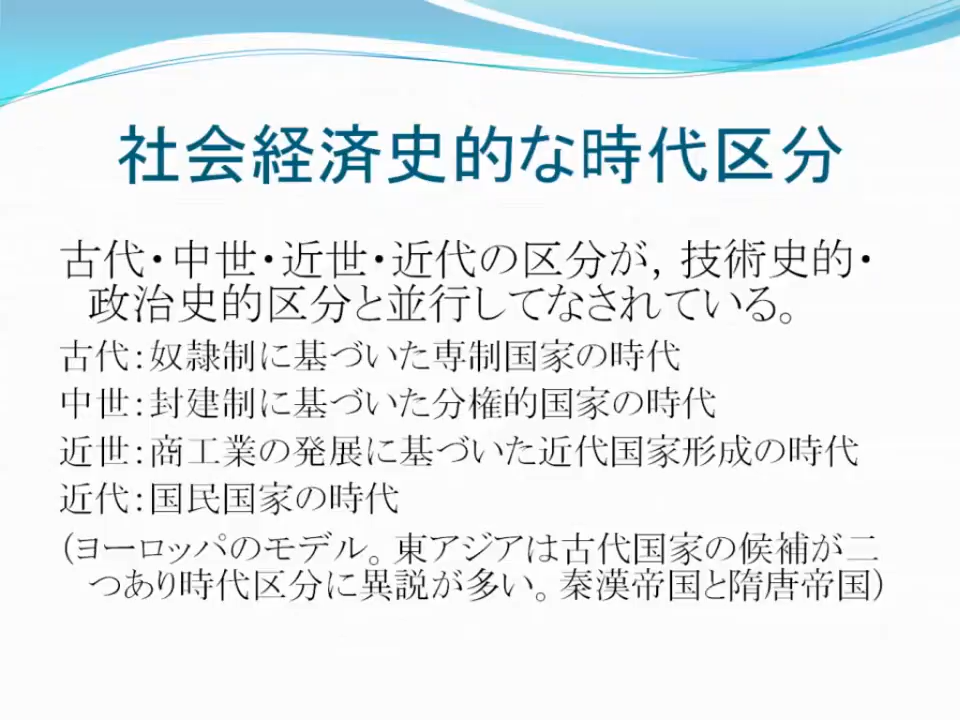 社会経済史的な時代区分
古代・中世・近世・近代の区分が，技術史的・
政治史的区分と並行してなされている。
古代：奴隷制に基づいた専制国家の時代
中世：封建制に基づいた分権的国家の時代
近世：商工業の発展に基づいた近代国家形成の時代
近代：国民国家の時代
（ヨーロッパのモデル。東アジアは古代国家の候補が二
つあり時代区分に異説が多い。秦漢帝国と隋唐帝国）